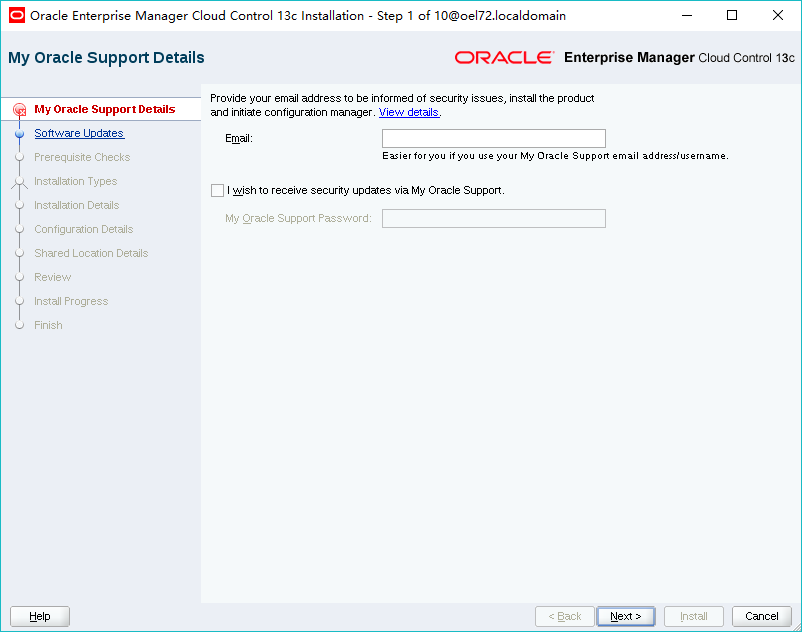 Oracle Enterprise Manager Cloud Control 13c Installation - Step 1 of 10@oel72.localdomain
My Oracle Support Details
ORACLE Enterprise Manager Cloud Control 13c
My Oracle Support Details
Software Updates
Prerequisite Checks
Installation Types
Installation Details
Configuration Details
Shared Location Details
Review
Install Progress
Finish
Provide your email address to be informed of security issues, install the product
and initiate configuration manager. View details.
Email:
Easier for you if you use your My Oracle Support email address/username.
I wish to receive security updates via My Oracle Support.
My Oracle Support Password:
Help
< Back
Next >
Install
Cancel